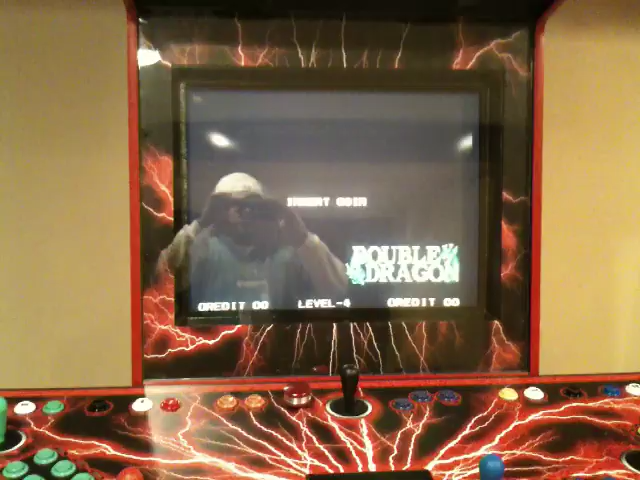 INSERT COIN
DOUBLE
DRAGON
CREDIT 00 LEVEL-4 CREDIT 00